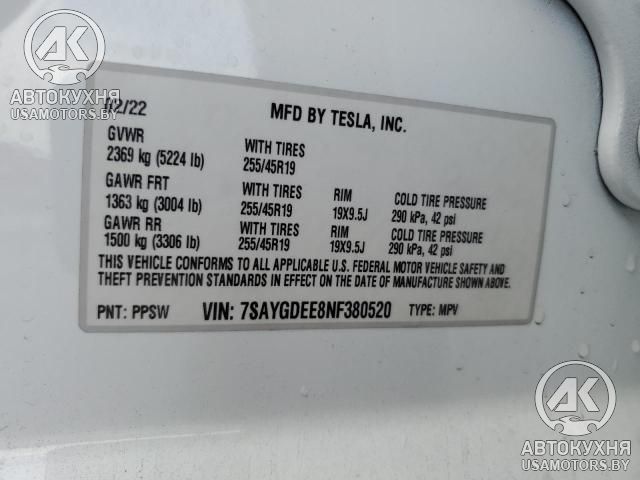 AK
АВТОКУХНЯ
USAMOTORS.BY
02/22
MFD BY TESLA, INC.
GVWR
2369 kg (5224 lb)
WITH TIRES
255/45R19
GAWR FRT
1363 kg (3004 lb)
WITH TIRES
255/45R19
RIM
19X9.5J
COLD TIRE PRESSURE
290 kPa, 42 psi
GAWR RR
1500 kg (3306 lb)
WITH TIRES
255/45R19
RIM
19X9.5J
COLD TIRE PRESSURE
290 kPa, 42 psi
THIS VEHICLE CONFORMS TO ALL APPLICABLE U.S. FEDERAL MOTOR VEHICLE SAFETY AND
THEFT PREVENTION STANDARDS IN EFFECT ON THE DATE OF MANUFACTURE SHOWN ABOVE.
PNT: PPSW VIN: 7SAYGDEE8NF380520 TYPE: MPV
AK
АВТОКУХНЯ
USAMOTORS.BY